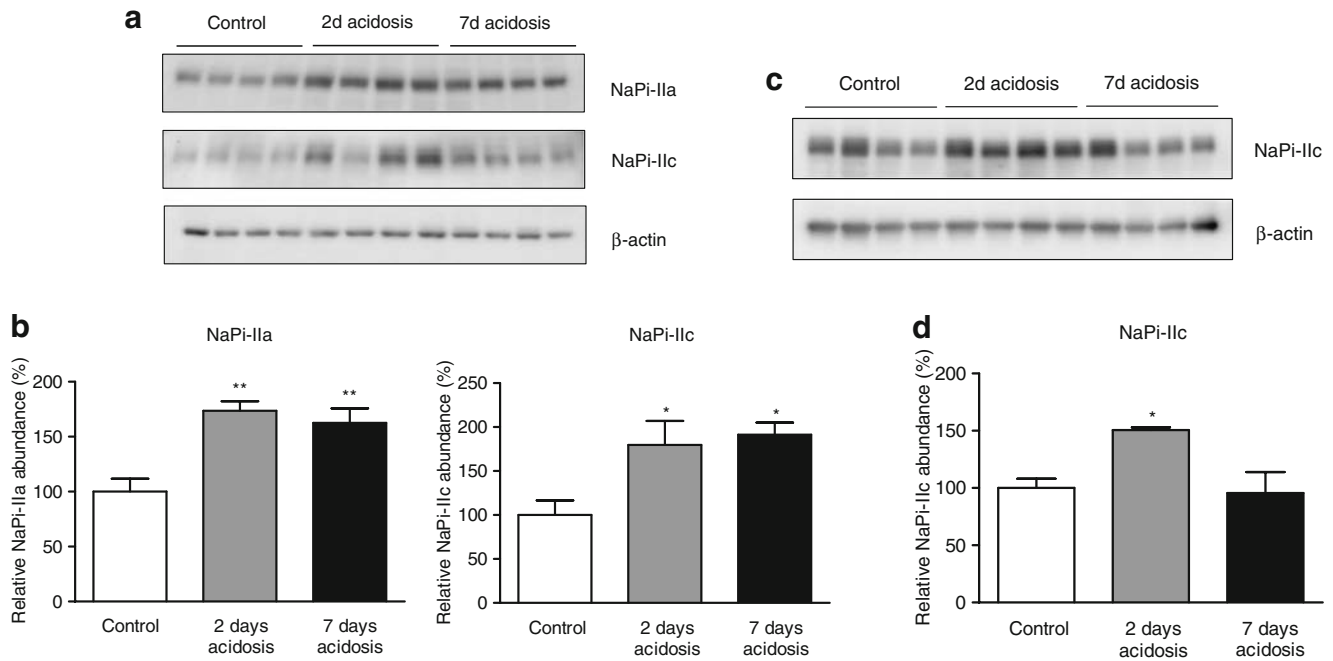 a
Control 2d acidosis 7d acidosis
NaPi-IIa
NaPi-IIc
β-actin
c
Control 2d acidosis 7d acidosis
NaPi-IIc
β-actin
b
NaPi-IIa
Relative NaPi-IIa abundance (%)
200
150
100
50
0
**
**
Control 2 days acidosis 7 days acidosis
NaPi-IIc
Relative NaPi-IIc abundance (%)
250
200
150
100
50
0
*
*
Control 2 days acidosis 7 days acidosis
d
NaPi-IIc
Relative NaPi-IIc abundance (%)
200
150
100
50
0
*
Control 2 days acidosis 7 days acidosis